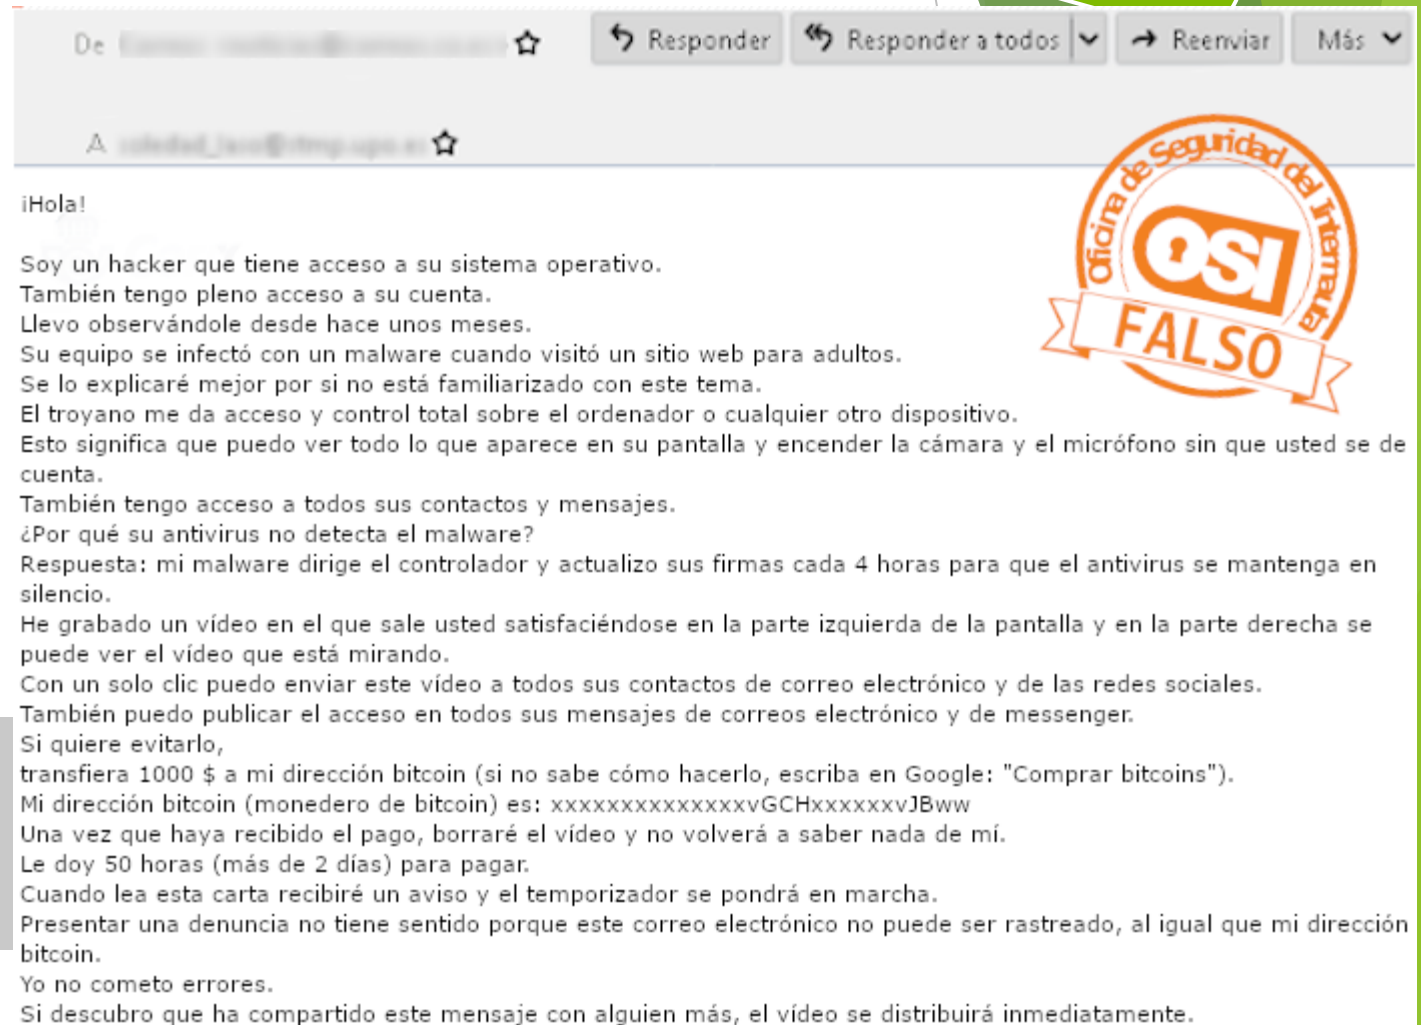 De
Responder
Responder a todos
Reenviar
Más
A
Oficina de Seguridad del Internauta
OSI
FALSO
¡Hola!
Soy un hacker que tiene acceso a su sistema operativo.
También tengo pleno acceso a su cuenta.
Llevo observándole desde hace unos meses.
Su equipo se infectó con un malware cuando visitó un sitio web para adultos.
Se lo explicaré mejor por si no está familiarizado con este tema.
El troyano me da acceso y control total sobre el ordenador o cualquier otro dispositivo.
Esto significa que puedo ver todo lo que aparece en su pantalla y encender la cámara y el micrófono sin que usted se de
cuenta.
También tengo acceso a todos sus contactos y mensajes.
¿Por qué su antivirus no detecta el malware?
Respuesta: mi malware dirige el controlador y actualizo sus firmas cada 4 horas para que el antivirus se mantenga en
silencio.
He grabado un vídeo en el que sale usted satisfaciéndose en la parte izquierda de la pantalla y en la parte derecha se
puede ver el vídeo que está mirando.
Con un solo clic puedo enviar este vídeo a todos sus contactos de correo electrónico y de las redes sociales.
También puedo publicar el acceso en todos sus mensajes de correos electrónico y de messenger.
Si quiere evitarlo,
transfiera 1000 $ a mi dirección bitcoin (si no sabe cómo hacerlo, escriba en Google: "Comprar bitcoins").
Mi dirección bitcoin (monedero de bitcoin) es: xxxxxxxxxxxxxxvGCHxxxxxxvJBww
Una vez que haya recibido el pago, borraré el vídeo y no volverá a saber nada de mí.
Le doy 50 horas (más de 2 días) para pagar.
Cuando lea esta carta recibiré un aviso y el temporizador se pondrá en marcha.
Presentar una denuncia no tiene sentido porque este correo electrónico no puede ser rastreado, al igual que mi dirección
bitcoin.
Yo no cometo errores.
Si descubro que ha compartido este mensaje con alguien más, el vídeo se distribuirá inmediatamente.